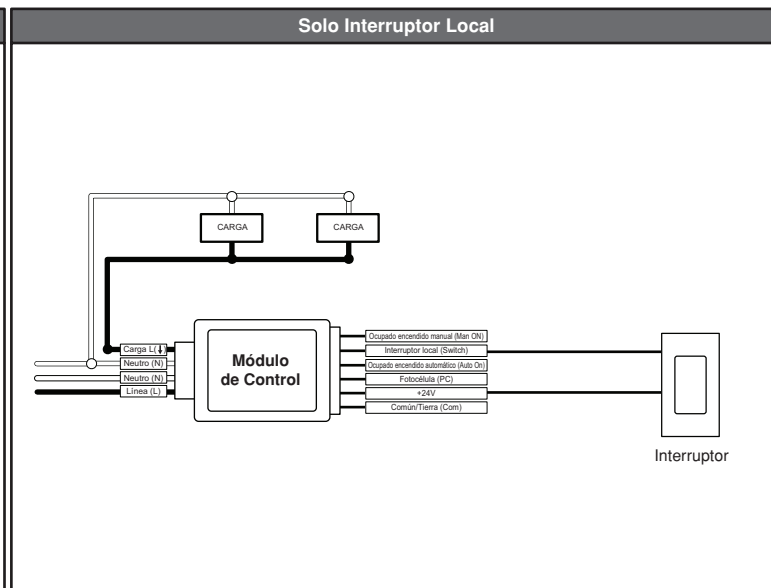 Solo Interruptor Local
CARGA
CARGA
Carga L(↓)
Neutro (N)
Neutro (N)
Línea (L)
Módulo
de Control
Ocupado encendido manual (Man ON)
Interruptor local (Switch)
Ocupado encendido automático (Auto On)
Fotocélula (PC)
+24V
Común/Tierra (Com)
Interruptor